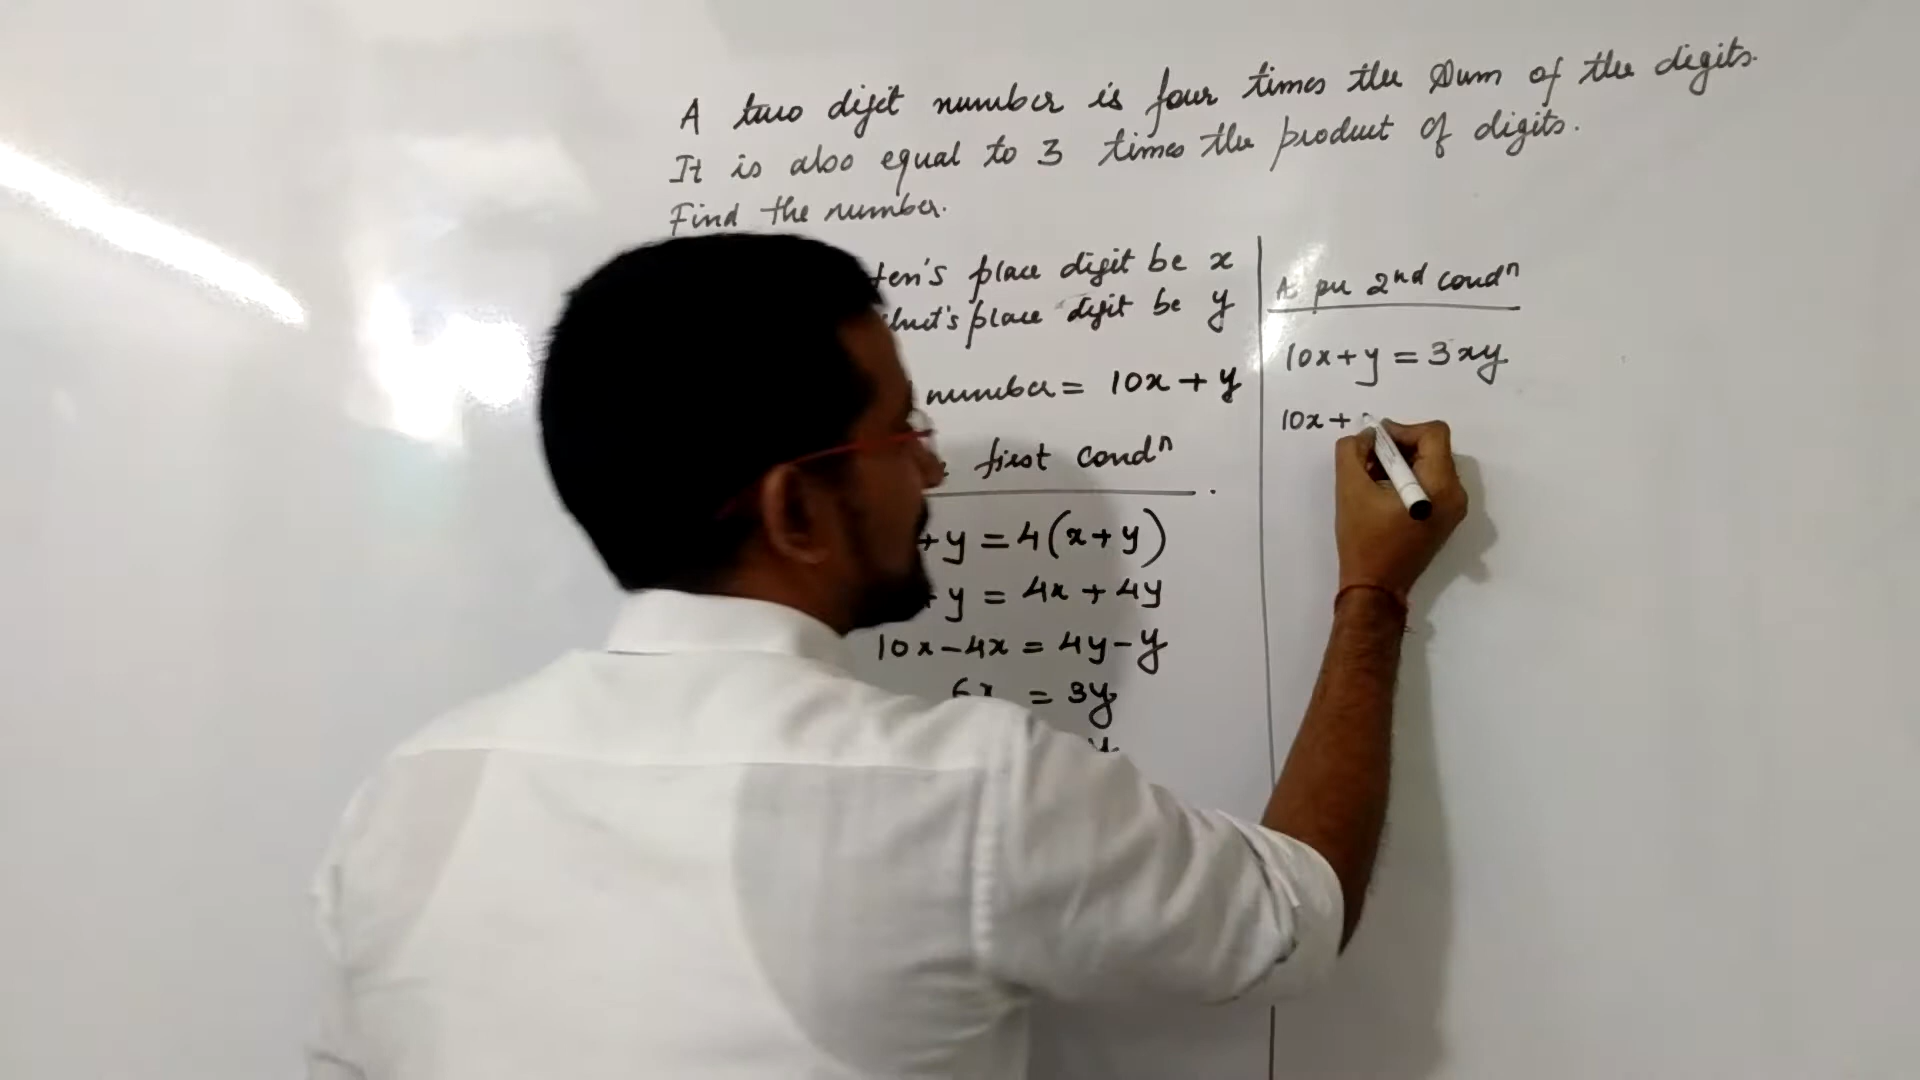 A two digit number is four times the sum of the digits.
It is also equal to 3 times the product of digits.
Find the number.
ten's place digit be x
place digit be y
number = 10x + y
first condⁿ
+ y = 4(x + y)
+ y = 4x + 4y
10x - 4x = 4y - y
6x = 3y
y
A per 2nd condⁿ
10x + y = 3xy
10x +